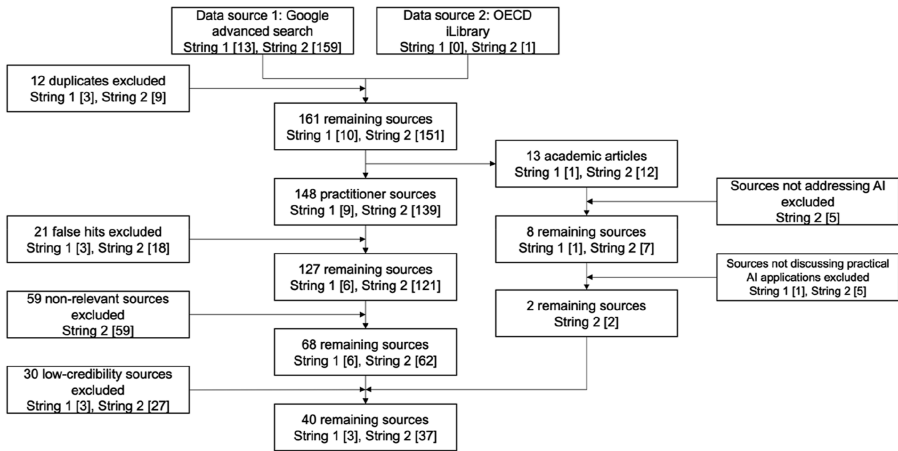 Data source 1: Google
advanced search
String 1 [13], String 2 [159]
Data source 2: OECD
iLibrary
String 1 [0], String 2 [1]
12 duplicates excluded
String 1 [3], String 2 [9]
161 remaining sources
String 1 [10], String 2 [151]
13 academic articles
String 1 [1], String 2 [12]
148 practitioner sources
String 1 [9], String 2 [139]
Sources not addressing AI
excluded
String 2 [5]
21 false hits excluded
String 1 [3], String 2 [18]
8 remaining sources
String 1 [1], String 2 [7]
127 remaining sources
String 1 [6], String 2 [121]
Sources not discussing practical
AI applications excluded
String 1 [1], String 2 [5]
59 non-relevant sources
excluded
String 2 [59]
2 remaining sources
String 2 [2]
68 remaining sources
String 1 [6], String 2 [62]
30 low-credibility sources
excluded
String 1 [3], String 2 [27]
40 remaining sources
String 1 [3], String 2 [37]